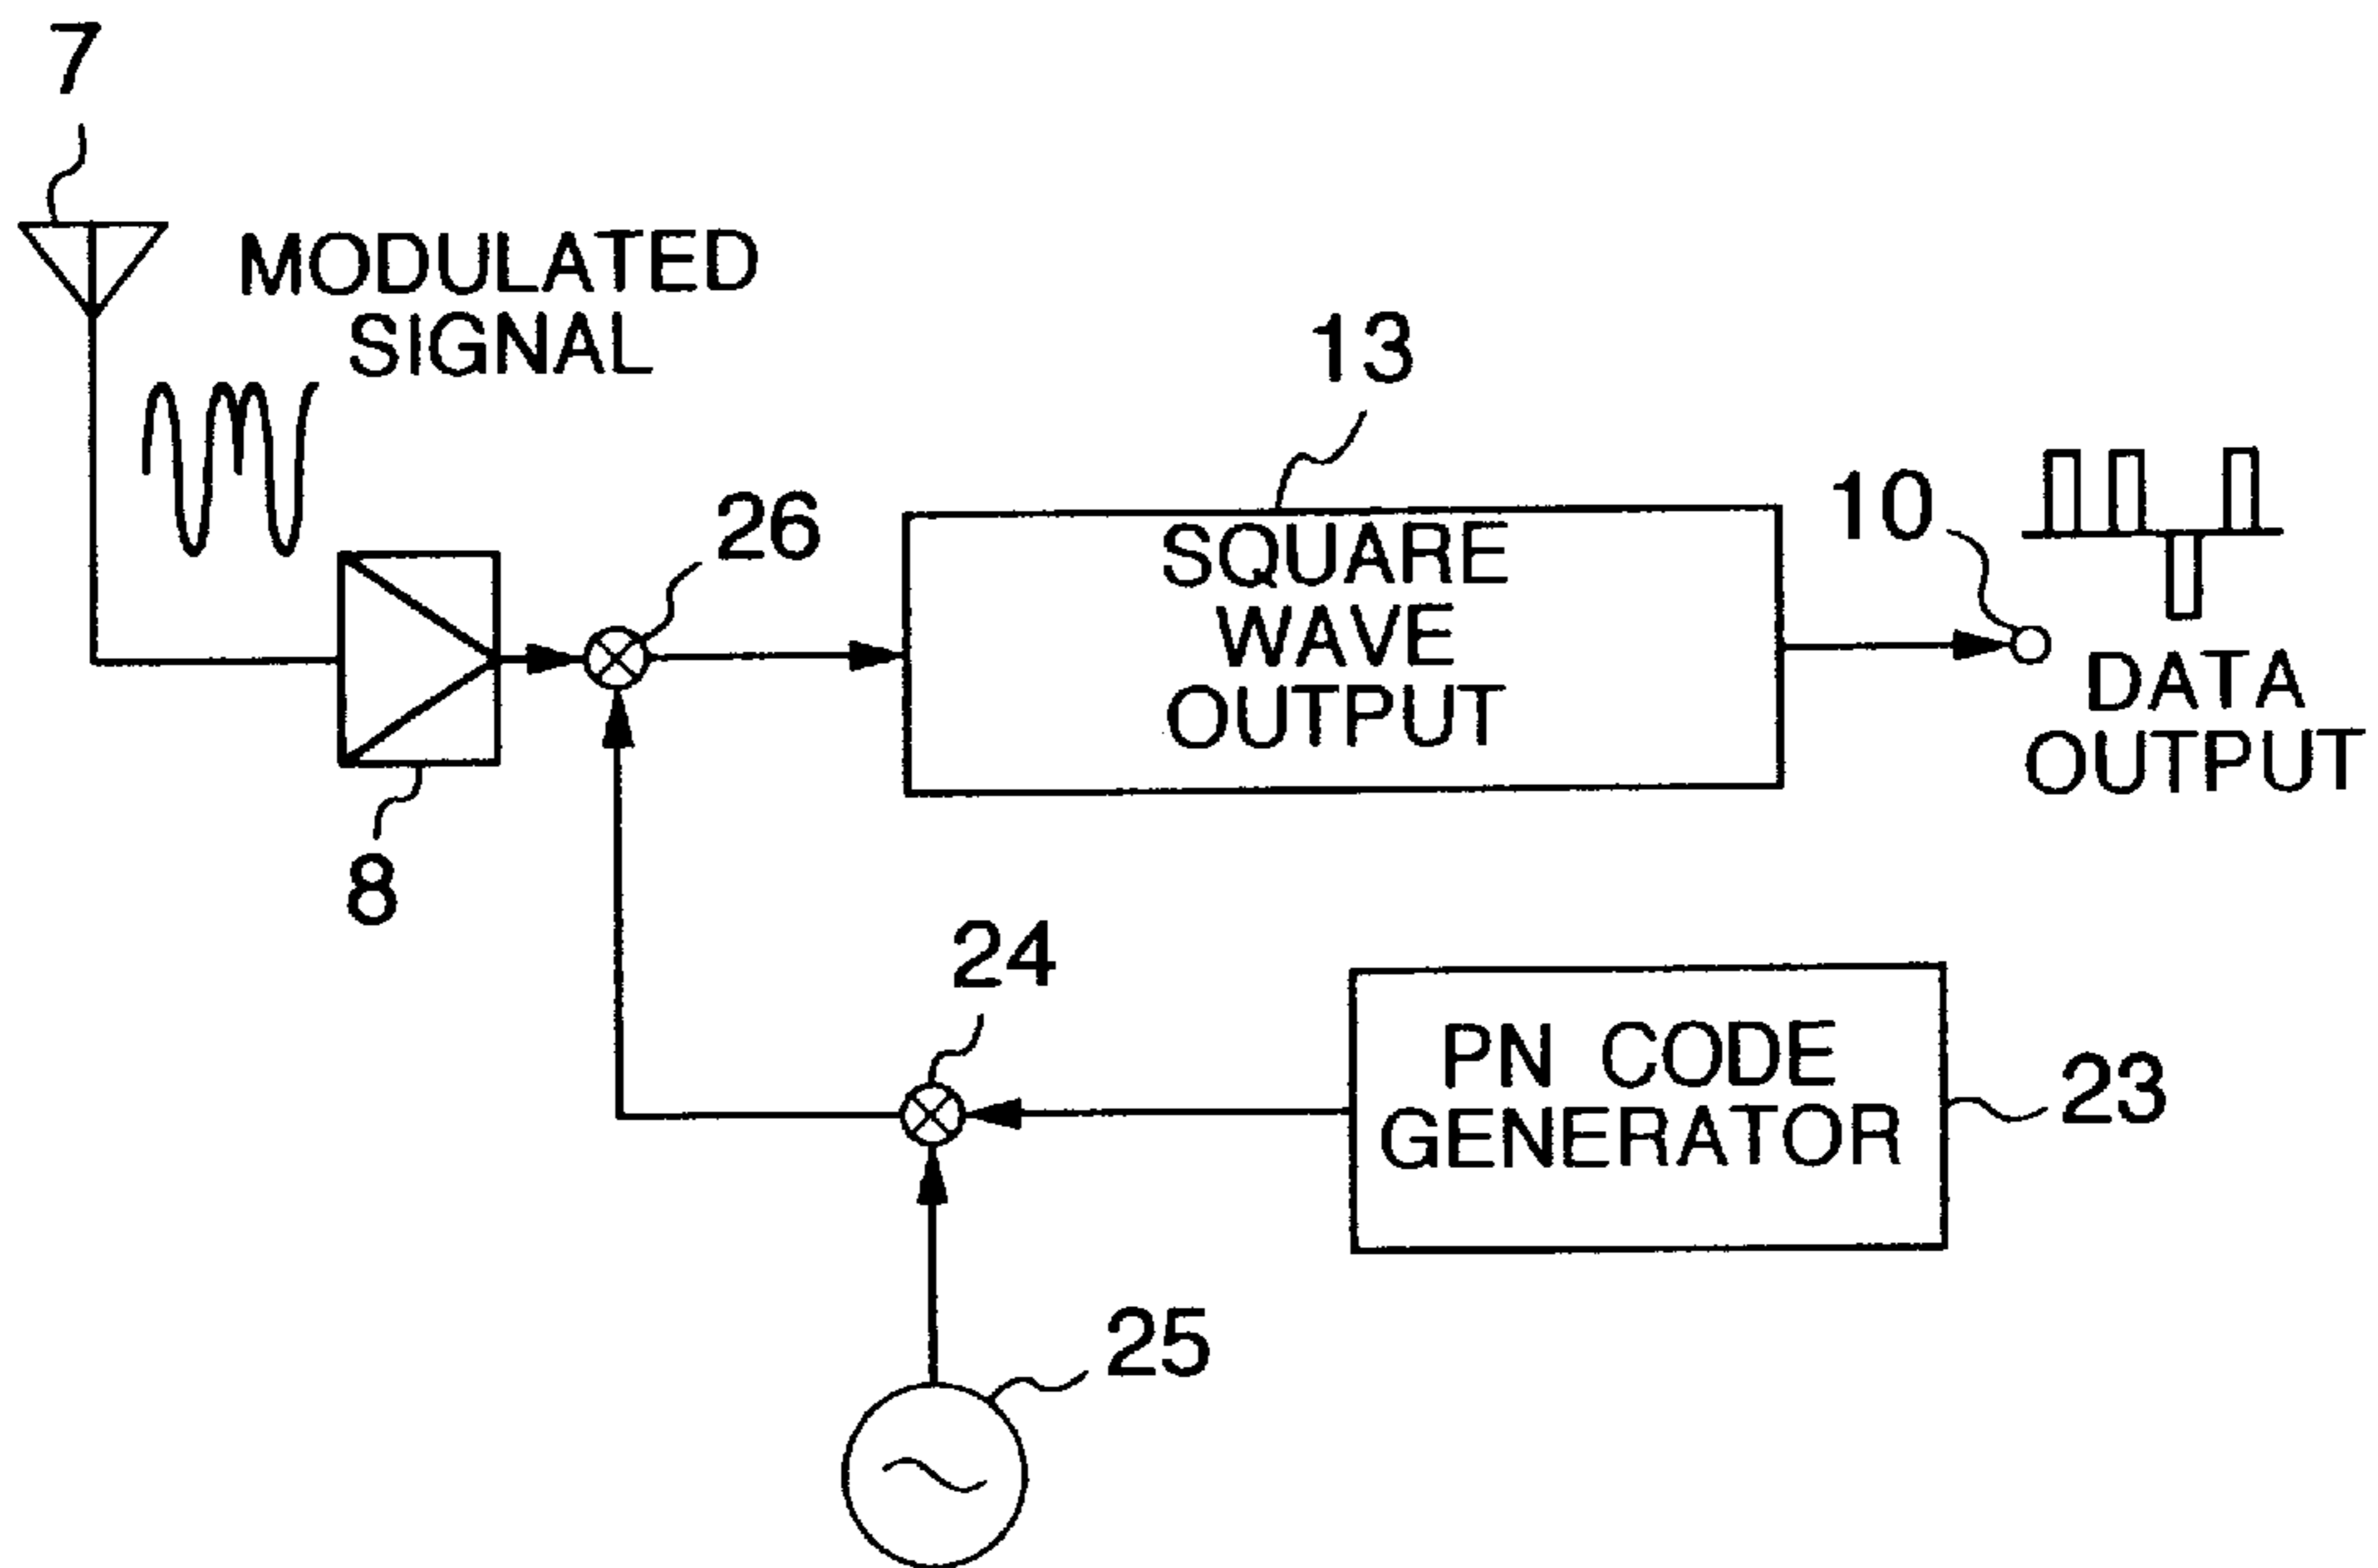 7
MODULATED
SIGNAL
13
10
26
SQUARE
WAVE
OUTPUT
DATA
OUTPUT
8
24
PN CODE
GENERATOR
23
25